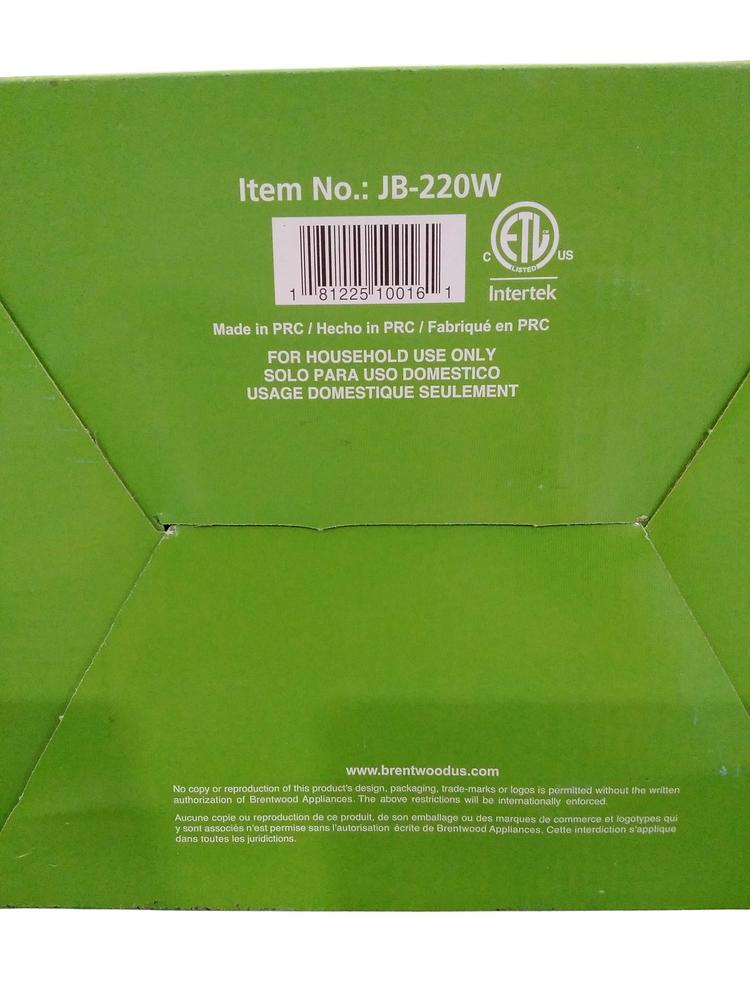 Item No.: JB-220W
1 81225 10016 1
C ETL CM LISTED US
Intertek
Made in PRC / Hecho in PRC / Fabriqué en PRC
FOR HOUSEHOLD USE ONLY
SOLO PARA USO DOMESTICO
USAGE DOMESTIQUE SEULEMENT
www.brentwoodus.com
No copy or reproduction of this product's design, packaging, trade-marks or logos is permitted without the written
authorization of Brentwood Appliances. The above restrictions will be internationally enforced.
Aucune copie ou reproduction de ce produit, de son emballage ou des marques de commerce et logotypes qui
y sont associés n'est permise sans l'autorisation écrite de Brentwood Appliances. Cette interdiction s'applique
dans toutes les juridictions.